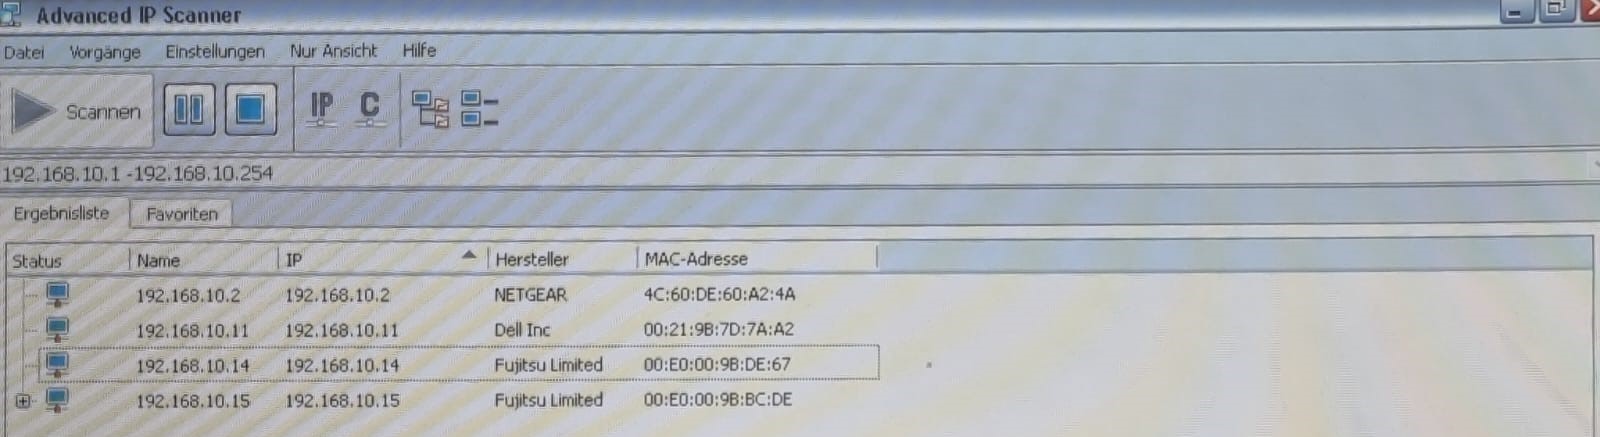 Advanced IP Scanner
Datei Vorgänge Einstellungen Nur Ansicht Hilfe
Scannen IP C
192.168.10.1 -192.168.10.254
Ergebnisliste Favoriten
Status Name IP Hersteller MAC-Adresse
192.168.10.2 192.168.10.2 NETGEAR 4C:60:DE:60:A2:4A
192.168.10.11 192.168.10.11 Dell Inc 00:21:9B:7D:7A:A2
192.168.10.14 192.168.10.14 Fujitsu Limited 00:E0:00:9B:DE:67
192.168.10.15 192.168.10.15 Fujitsu Limited 00:E0:00:9B:BC:DE